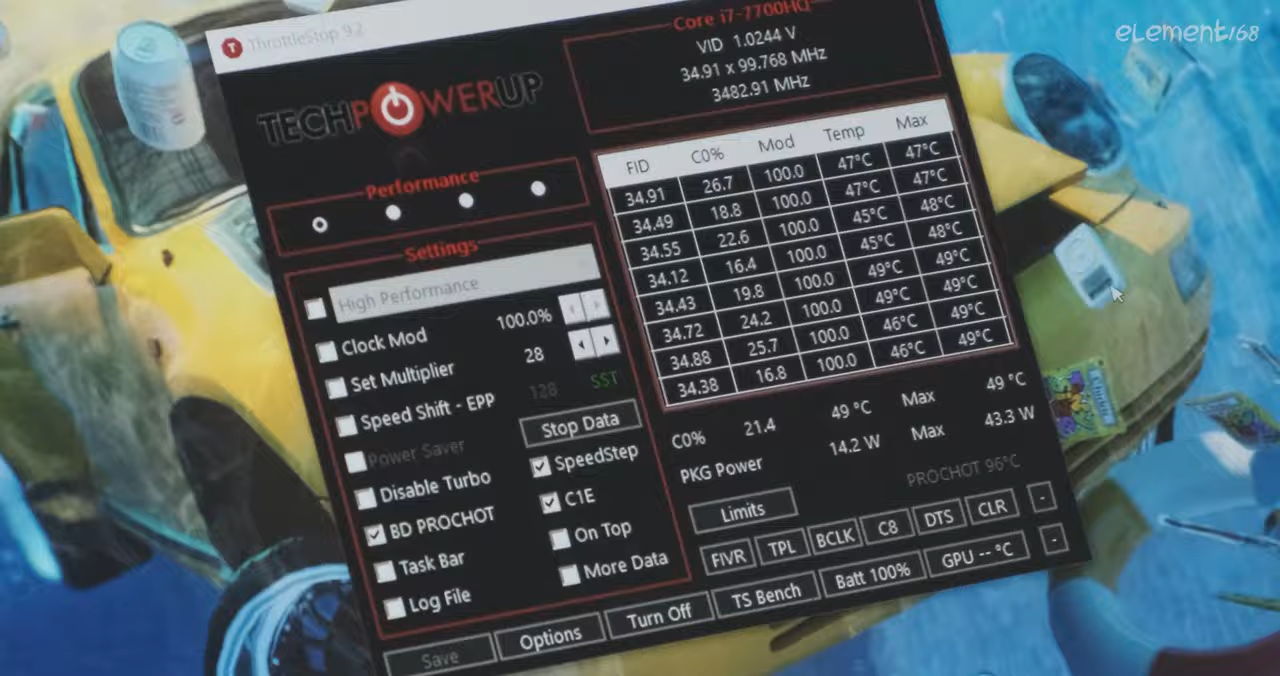 eLement168
ThrottleStop 9.2
TECHPOWERUP
Core i7-7700HQ
VID 1.0244 V
34.91 x 99.768 MHz
3482.91 MHz
Performance
Settings
High Performance
Clock Mod 100.0%
Set Multiplier 28
Speed Shift - EPP 128 SST
Power Saver Stop Data
Disable Turbo SpeedStep
BD PROCHOT C1E
Task Bar On Top
Log File More Data
FID C0% Mod Temp Max
34.91 26.7 100.0 47°C 47°C
34.49 18.8 100.0 47°C 47°C
34.55 22.6 100.0 45°C 48°C
34.12 16.4 100.0 45°C 48°C
34.43 19.8 100.0 49°C 49°C
34.72 24.2 100.0 49°C 49°C
34.88 25.7 100.0 46°C 49°C
34.38 16.8 100.0 46°C 49°C
C0% 21.4 49 °C Max 49 °C
PKG Power 14.2 W Max 43.3 W
Limits PROCHOT 96°C
FIVR TPL BCLK C8 DTS CLR -
Save Options Turn Off TS Bench Batt 100% GPU -- °C -